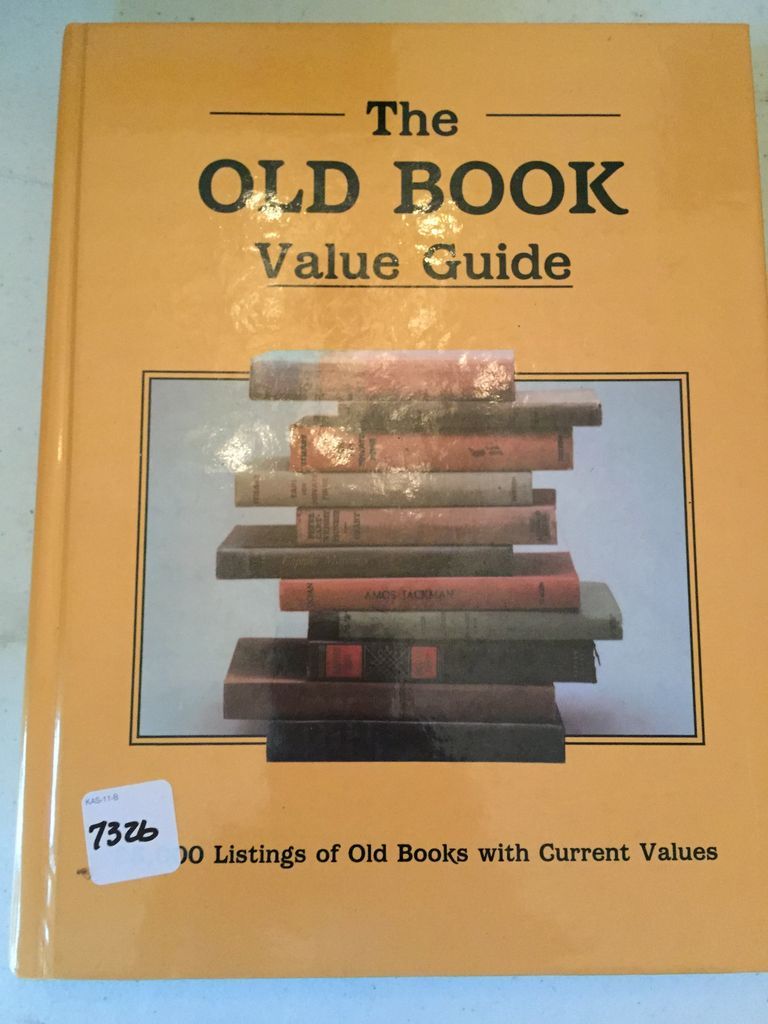 The
OLD BOOK
Value Guide
AMOS JACKMAN
KAS-11-B
7326
00 Listings of Old Books with Current Values